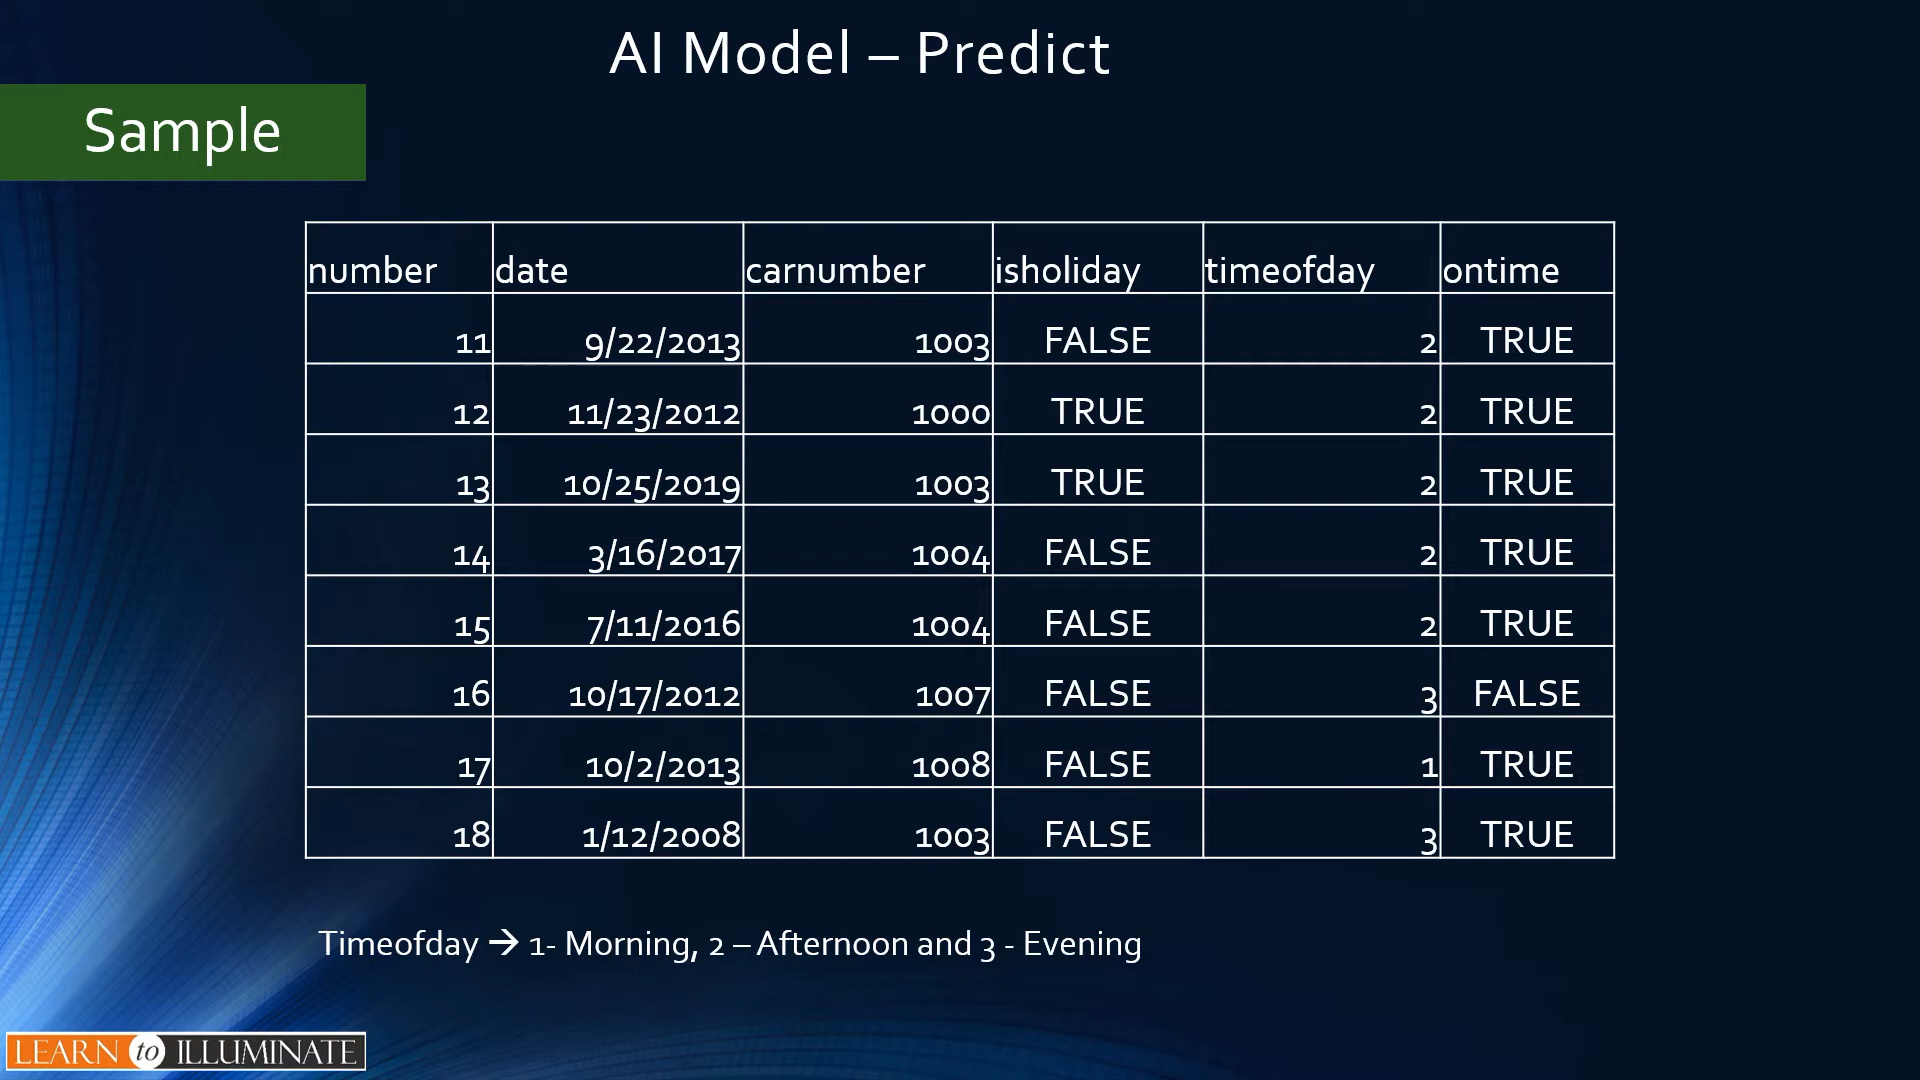 AI Model – Predict
Sample
number date carnumber isholiday timeofday ontime
11 9/22/2013 1003 FALSE 2 TRUE
12 11/23/2012 1000 TRUE 2 TRUE
13 10/25/2019 1003 TRUE 2 TRUE
14 3/16/2017 1004 FALSE 2 TRUE
15 7/11/2016 1004 FALSE 2 TRUE
16 10/17/2012 1007 FALSE 3 FALSE
17 10/2/2013 1008 FALSE 1 TRUE
18 1/12/2008 1003 FALSE 3 TRUE
Timeofday → 1- Morning, 2 – Afternoon and 3 - Evening
LEARN to ILLUMINATE